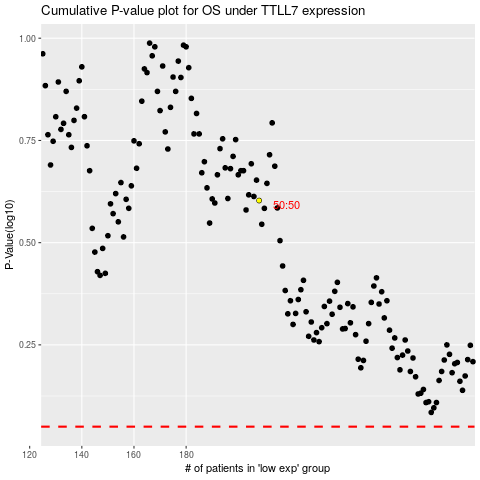 Cumulative P-value plot for OS under TTLL7 expression
P-Value(log10)
1.00
0.75
0.50
0.25
50:50
120 140 160 180
# of patients in 'low exp' group